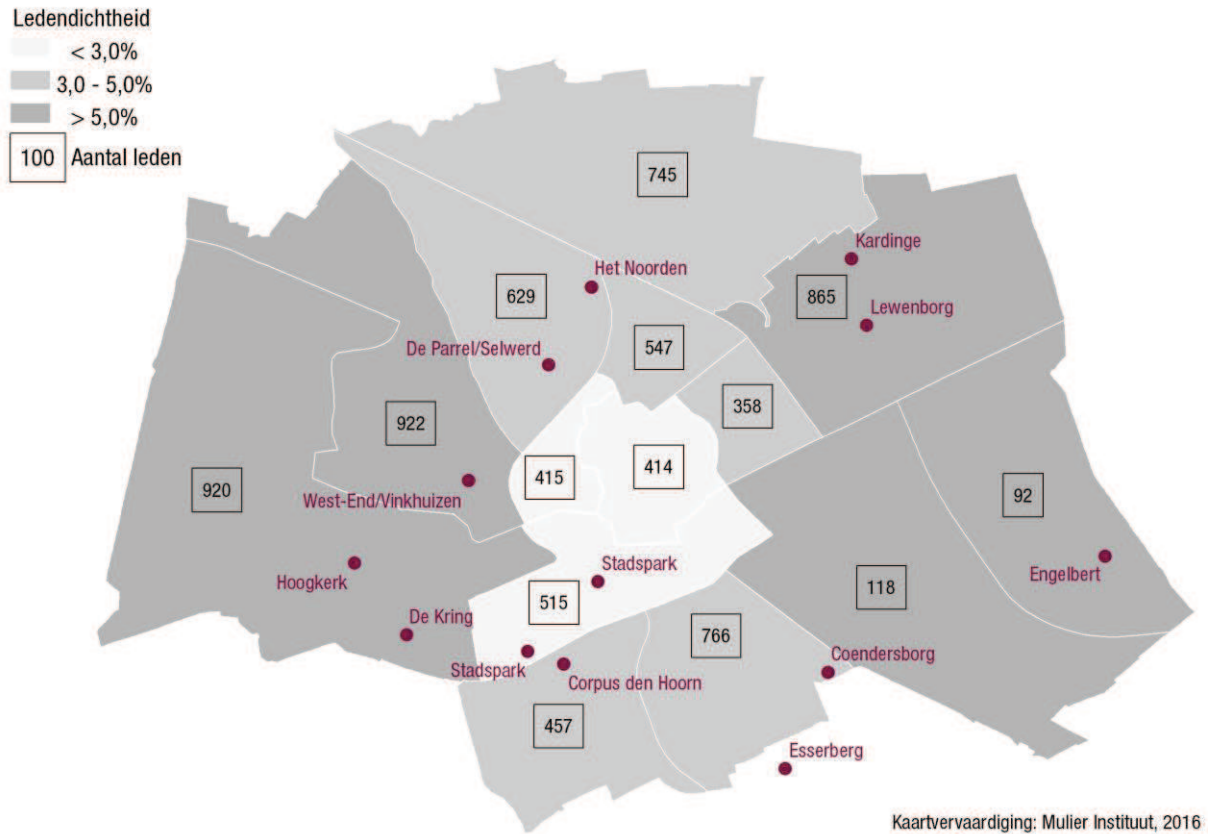 Ledendichtheid
< 3,0%
3,0 - 5,0%
> 5,0%
100 Aantal leden
745
Kardinge
Het Noorden
629
865
Lewenborg
De Parrel/Selwerd
547
358
922
415
414
920
West-End/Vinkhuizen
92
Stadspark
Engelbert
Hoogkerk
118
515
De Kring
766
Coendersborg
Stadspark
Corpus den Hoorn
457
Esserberg
Kaartvervaardiging: Mulier Instituut, 2016